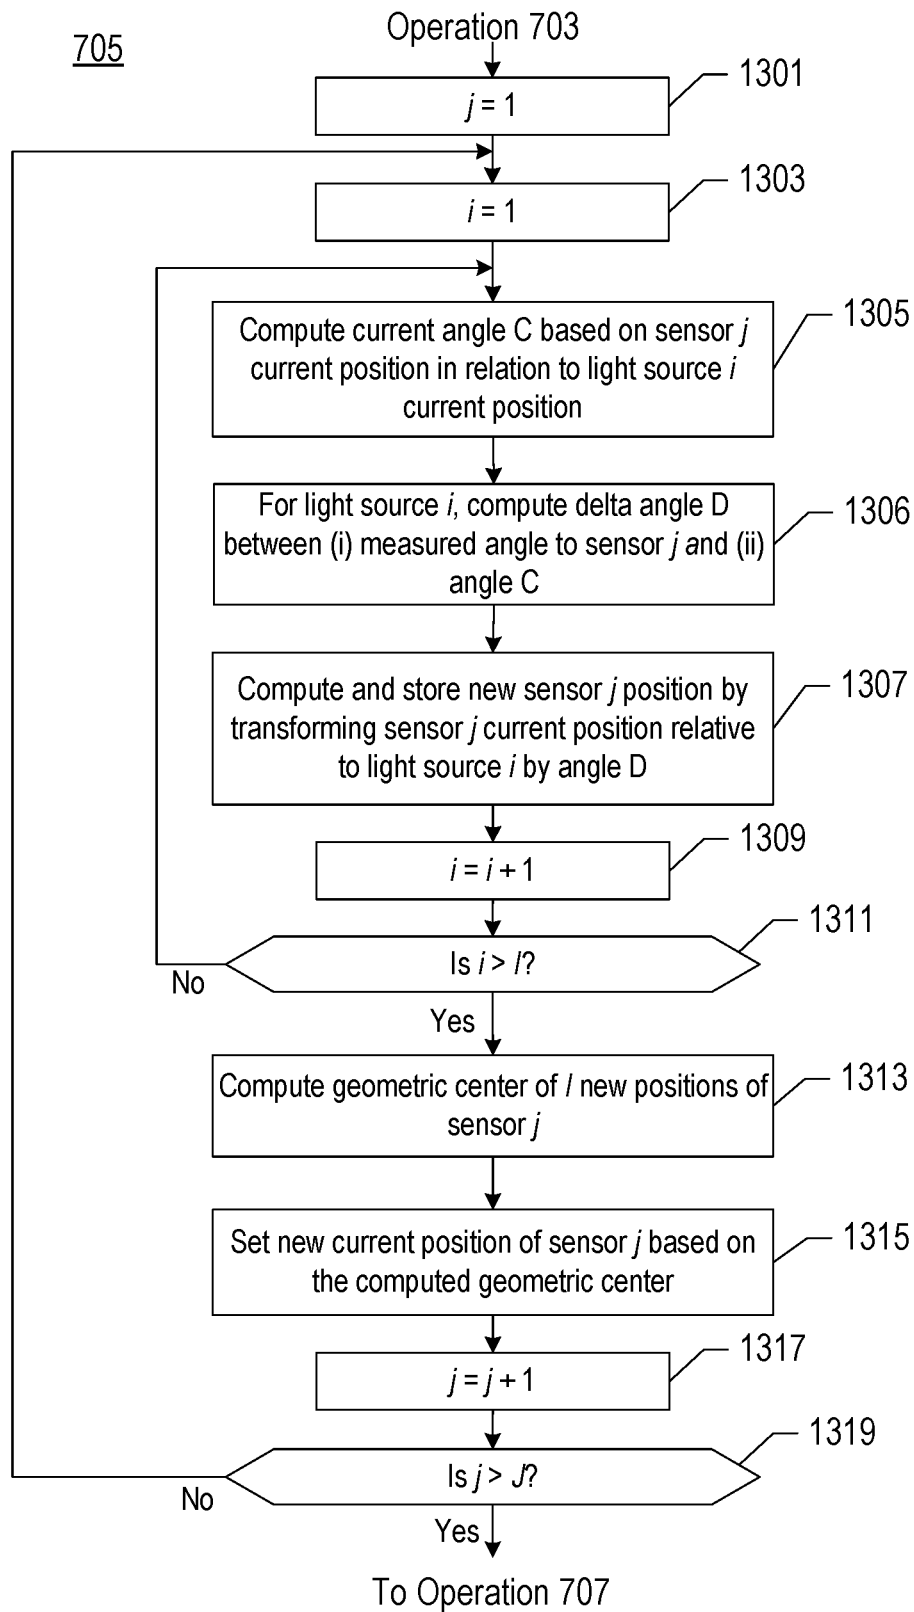 Operation 703
705
1301
j = 1
1303
i = 1
1305
Compute current angle C based on sensor j
current position in relation to light source i
current position
1306
For light source i, compute delta angle D
between (i) measured angle to sensor j and (ii)
angle C
1307
Compute and store new sensor j position by
transforming sensor j current position relative
to light source i by angle D
1309
i = i + 1
1311
Is i > I?
No
Yes
1313
Compute geometric center of I new positions of
sensor j
1315
Set new current position of sensor j based on
the computed geometric center
1317
j = j + 1
1319
Is j > J?
No
Yes
To Operation 707